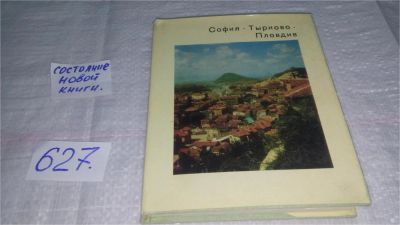 София · Тырново ·
Пловдив
состояние
новой
книги.
627.